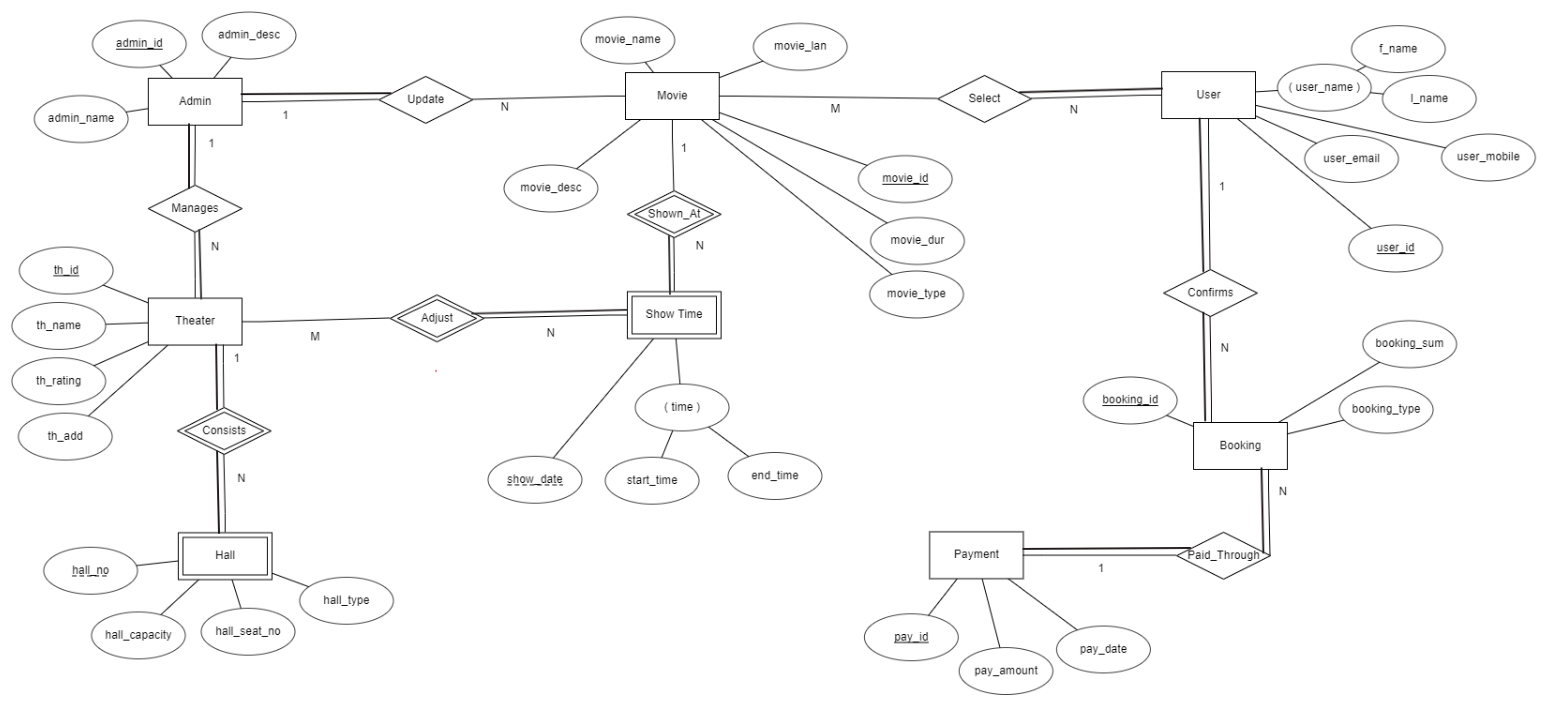 admin_id
admin_desc
admin_name
Admin
1
Update
N
movie_name
movie_lan
Movie
M
Select
N
User
( user_name )
f_name
l_name
user_email
user_mobile
user_id
1
Manages
N
movie_desc
1
Shown_At
N
movie_id
movie_dur
movie_type
1
Confirms
N
th_id
th_name
th_rating
th_add
Theater
M
Adjust
N
Show Time
( time )
show_date
start_time
end_time
1
Consists
N
Hall
hall_no
hall_capacity
hall_seat_no
hall_type
booking_id
booking_sum
booking_type
Booking
N
Payment
1
Paid_Through
pay_id
pay_amount
pay_date